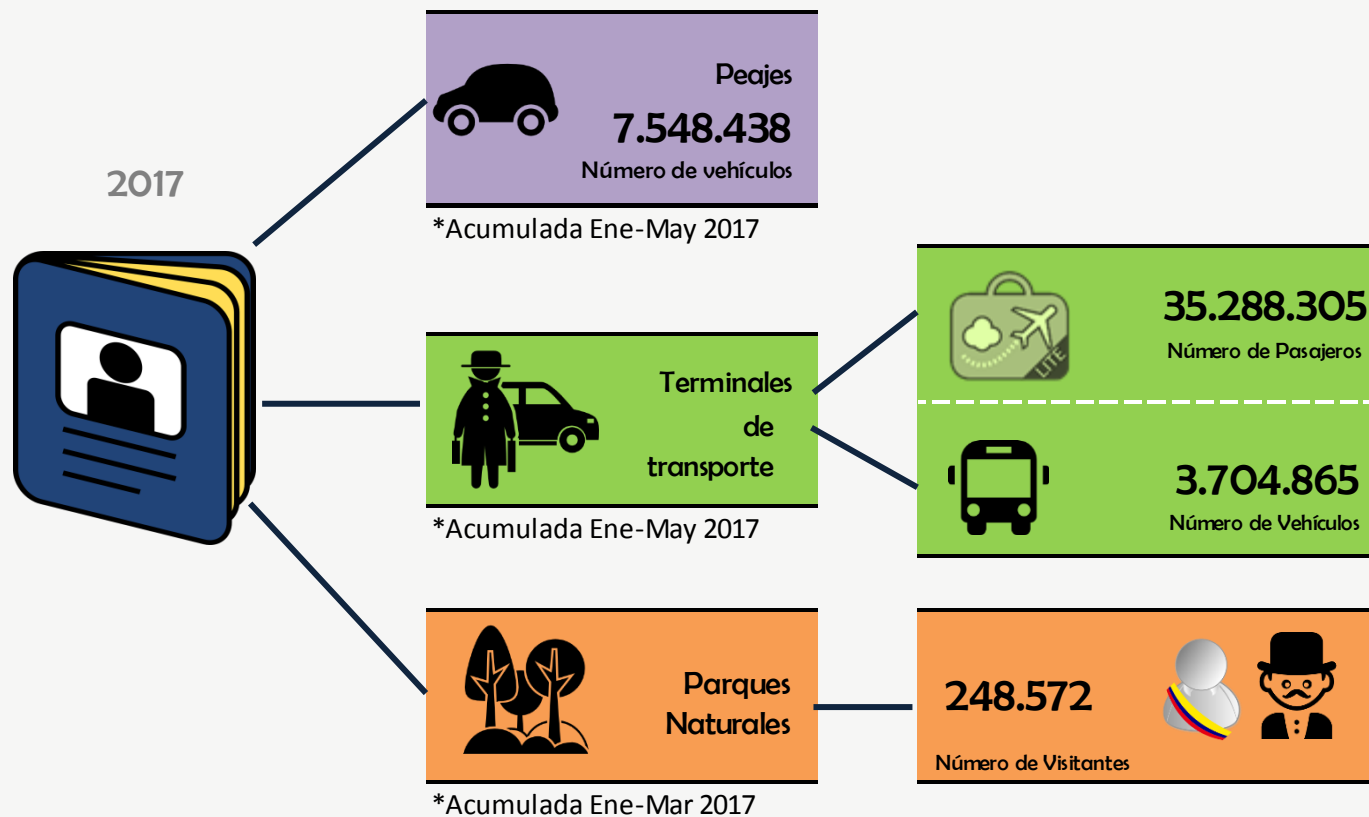 2017
Peajes
7.548.438
Número de vehículos
*Acumulada Ene-May 2017
Terminales
de
transporte
*Acumulada Ene-May 2017
LITE
35.288.305
Número de Pasajeros
3.704.865
Número de Vehículos
Parques
Naturales
*Acumulada Ene-Mar 2017
248.572
Número de Visitantes